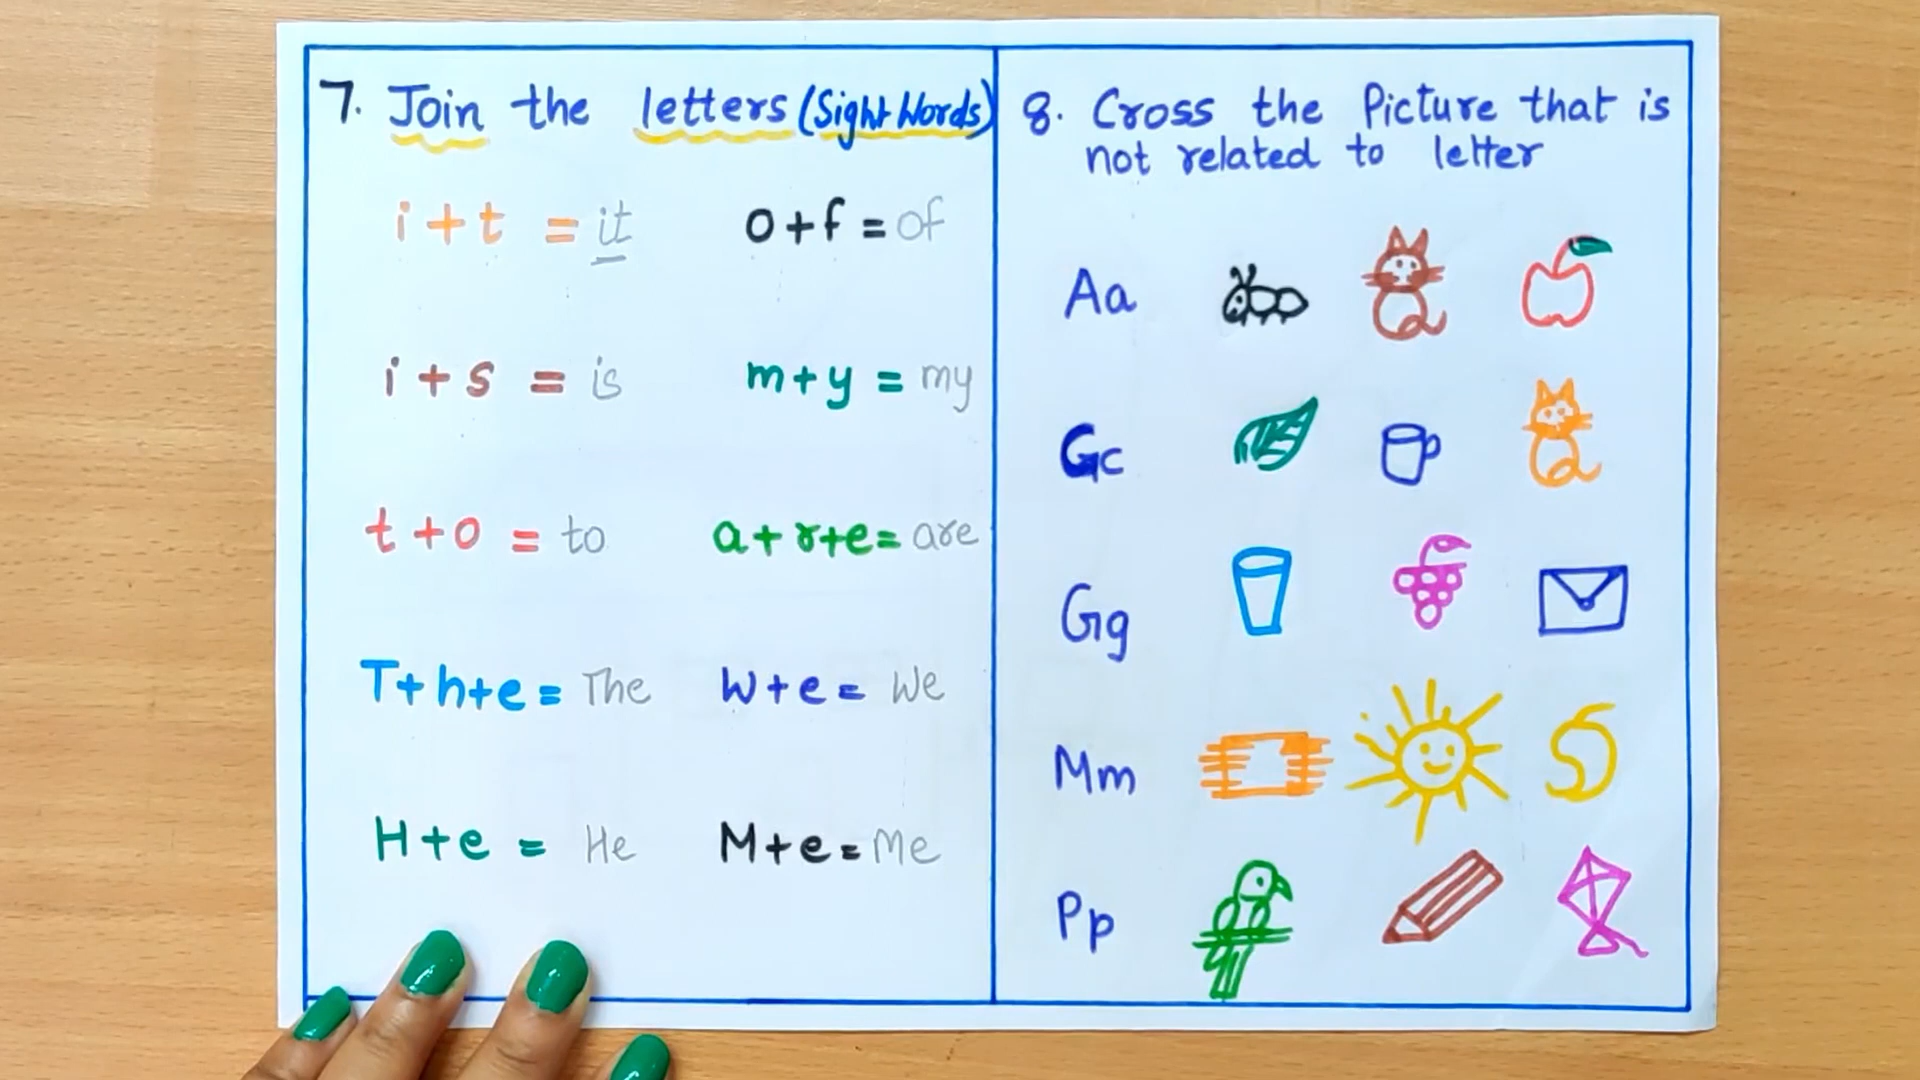 7. Join the letters (Sight Words)
i + t = it
o + f = of
i + s = is
m + y = my
t + o = to
a + r + e = are
T + h + e = The
W + e = We
H + e = He
M + e = Me
8. Cross the Picture that is
not related to letter
Aa
Gc
Gg
Mm
Pp